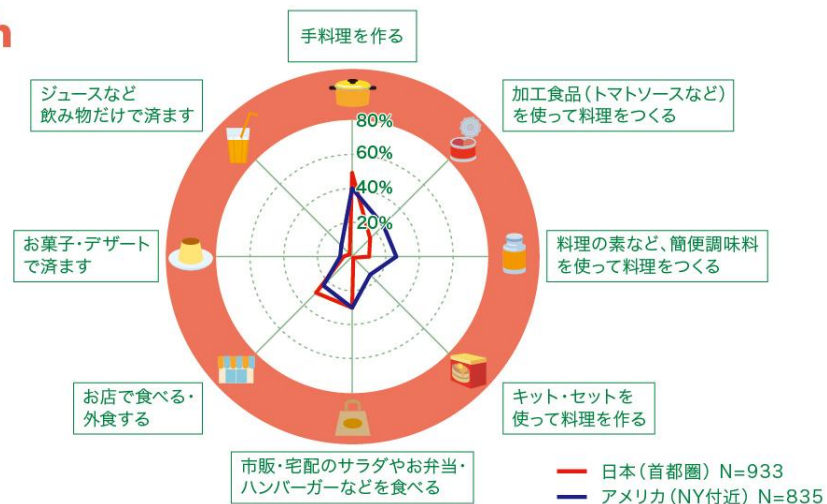 手料理を作る
ジュースなど
飲み物だけで済ます
加工食品(トマトソースなど)
を使って料理をつくる
80%
60%
40%
20%
お菓子・デザート
で済ます
料理の素など、簡便調味料
を使って料理をつくる
お店で食べる・
外食する
キット・セットを
使って料理を作る
市販・宅配のサラダやお弁当・
ハンバーガーなどを食べる
日本(首都圏) N=933
アメリカ(NY付近) N=835